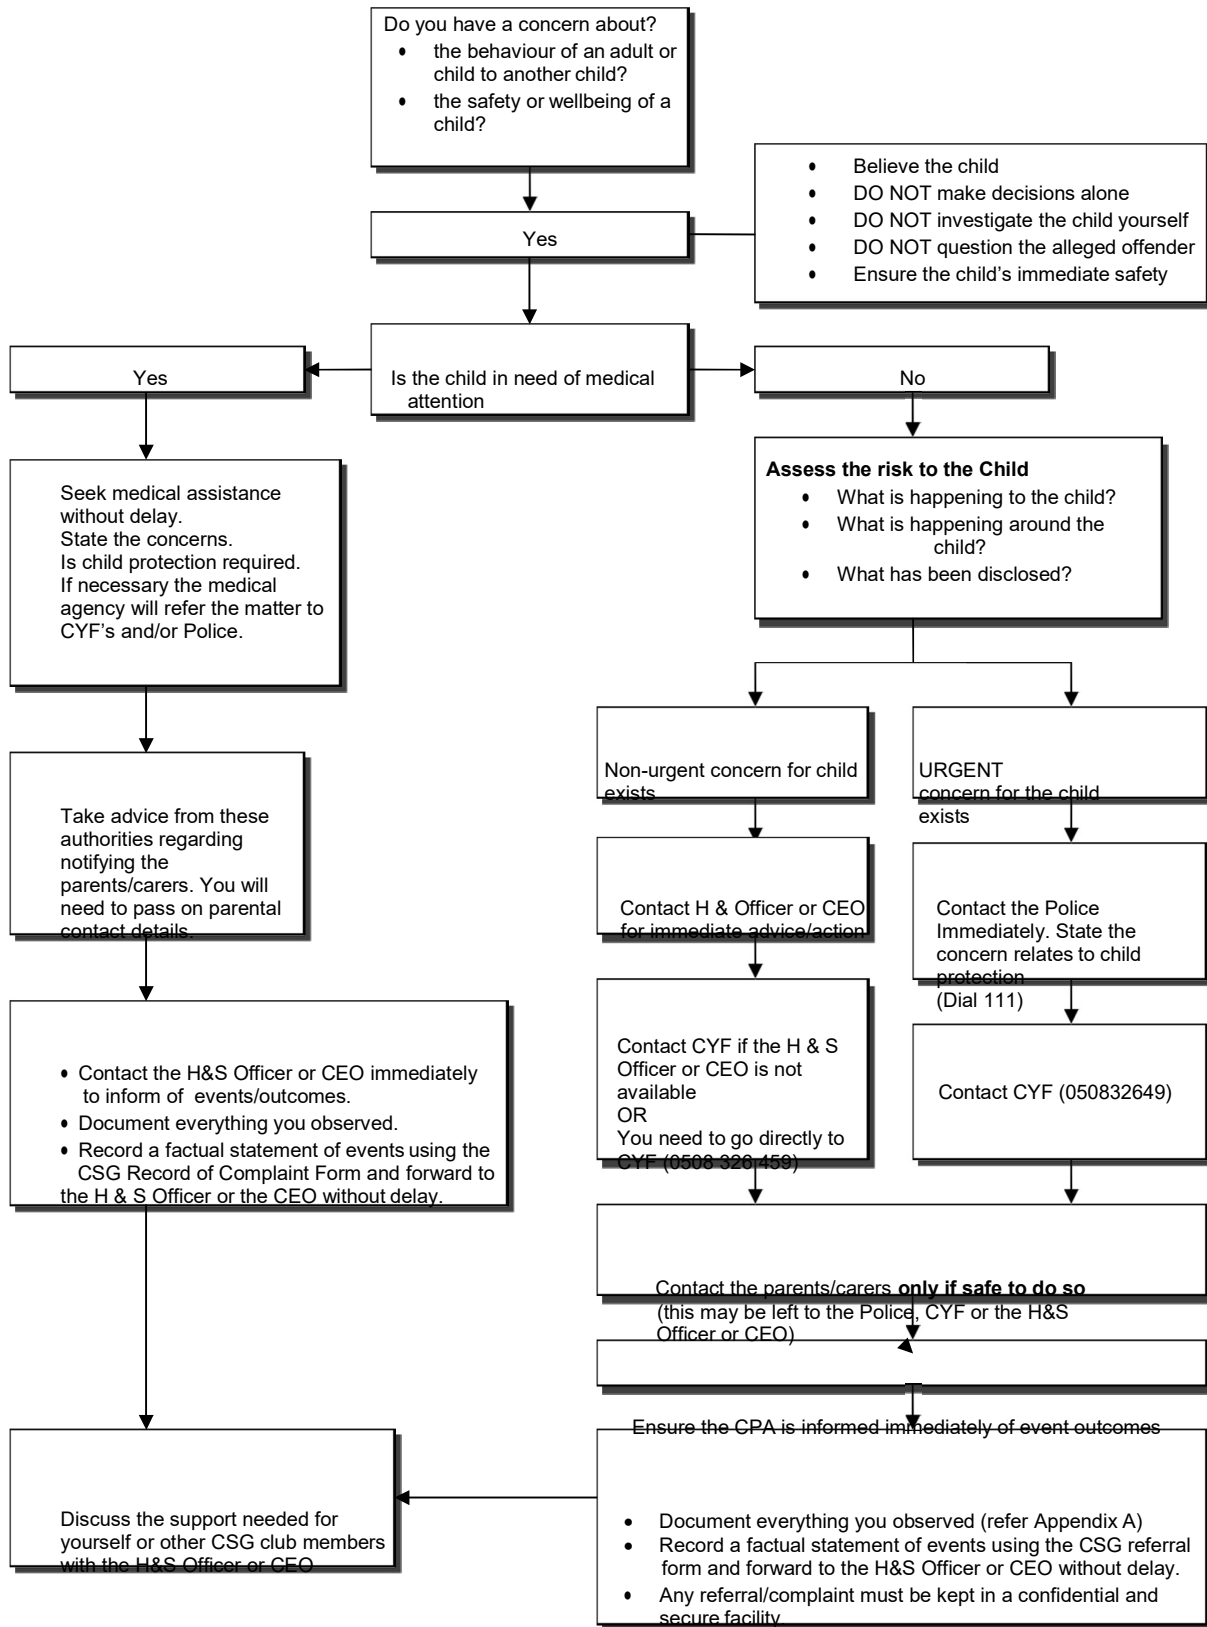 Do you have a concern about?
• the behaviour of an adult or
child to another child?
• the safety or wellbeing of a
child?
• Believe the child
• DO NOT make decisions alone
• DO NOT investigate the child yourself
• DO NOT question the alleged offender
• Ensure the child's immediate safety
Yes
Is the child in need of medical
attention
Yes
No
Seek medical assistance
without delay.
State the concerns.
Is child protection required.
If necessary the medical
agency will refer the matter to
CYF's and/or Police.
Assess the risk to the Child
• What is happening to the child?
• What is happening around the
child?
• What has been disclosed?
Take advice from these
authorities regarding
notifying the
parents/carers. You will
need to pass on parental
contact details.
Non-urgent concern for child
exists
URGENT
concern for the child
exists
Contact H & Officer or CEO
for immediate advice/action
Contact the Police
Immediately. State the
concern relates to child
protection
(Dial 111)
• Contact the H&S Officer or CEO immediately
to inform of events/outcomes.
• Document everything you observed.
• Record a factual statement of events using the
CSG Record of Complaint Form and forward to
the H & S Officer or the CEO without delay.
Contact CYF if the H & S
Officer or CEO is not
available
OR
You need to go directly to
CYF (0508 326 459)
Contact CYF (050832649)
Contact the parents/carers only if safe to do so
(this may be left to the Police, CYF or the H&S
Officer or CEO)
Ensure the CPA is informed immediately of event outcomes
Discuss the support needed for
yourself or other CSG club members
with the H&S Officer or CEO
• Document everything you observed (refer Appendix A)
• Record a factual statement of events using the CSG referral
form and forward to the H&S Officer or CEO without delay.
• Any referral/complaint must be kept in a confidential and
secure facility